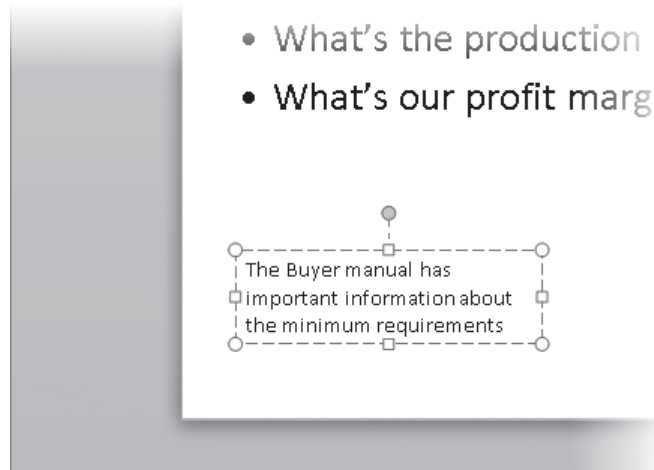 • What's the production
• What's our profit marg
The Buyer manual has
important information about
the minimum requirements